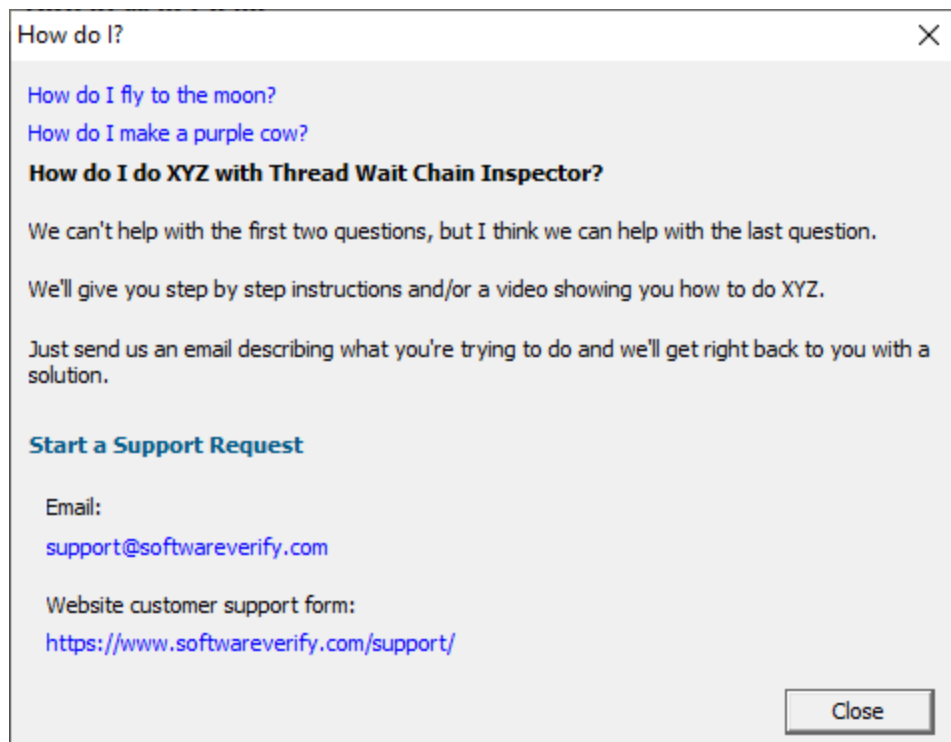 How do I?
How do I fly to the moon?
How do I make a purple cow?
How do I do XYZ with Thread Wait Chain Inspector?
We can't help with the first two questions, but I think we can help with the last question.
We'll give you step by step instructions and/or a video showing you how to do XYZ.
Just send us an email describing what you're trying to do and we'll get right back to you with a
solution.
Start a Support Request
Email:
support@softwareverify.com
Website customer support form:
https://www.softwareverify.com/support/
Close